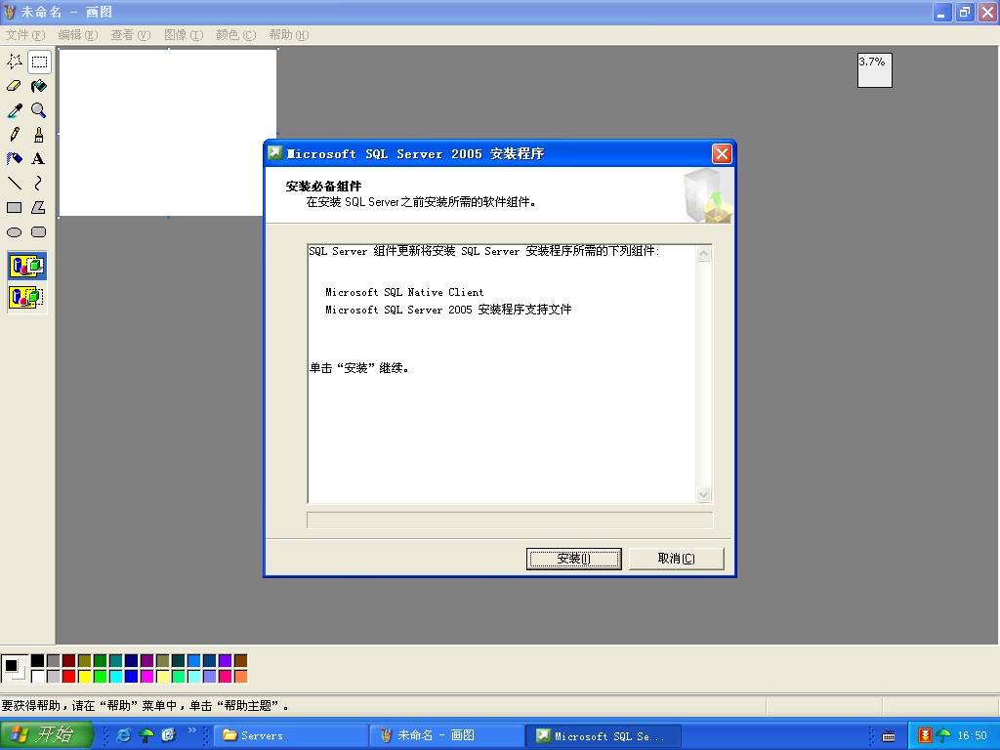 未命名 - 画图
文件(F) 编辑(E) 查看(V) 图像(I) 颜色(C) 帮助(H)
3.7%
Microsoft SQL Server 2005 安装程序
安装必备组件
在安装 SQL Server 之前安装所需的软件组件。
SQL Server 组件更新将安装 SQL Server 安装程序所需的下列组件:
Microsoft SQL Native Client
Microsoft SQL Server 2005 安装程序支持文件
单击“安装”继续。
安装(I) 取消(C)
要获得帮助，请在“帮助”菜单中，单击“帮助主题”。
开始 Servers 未命名 - 画图 Microsoft SQL Se... 16:50